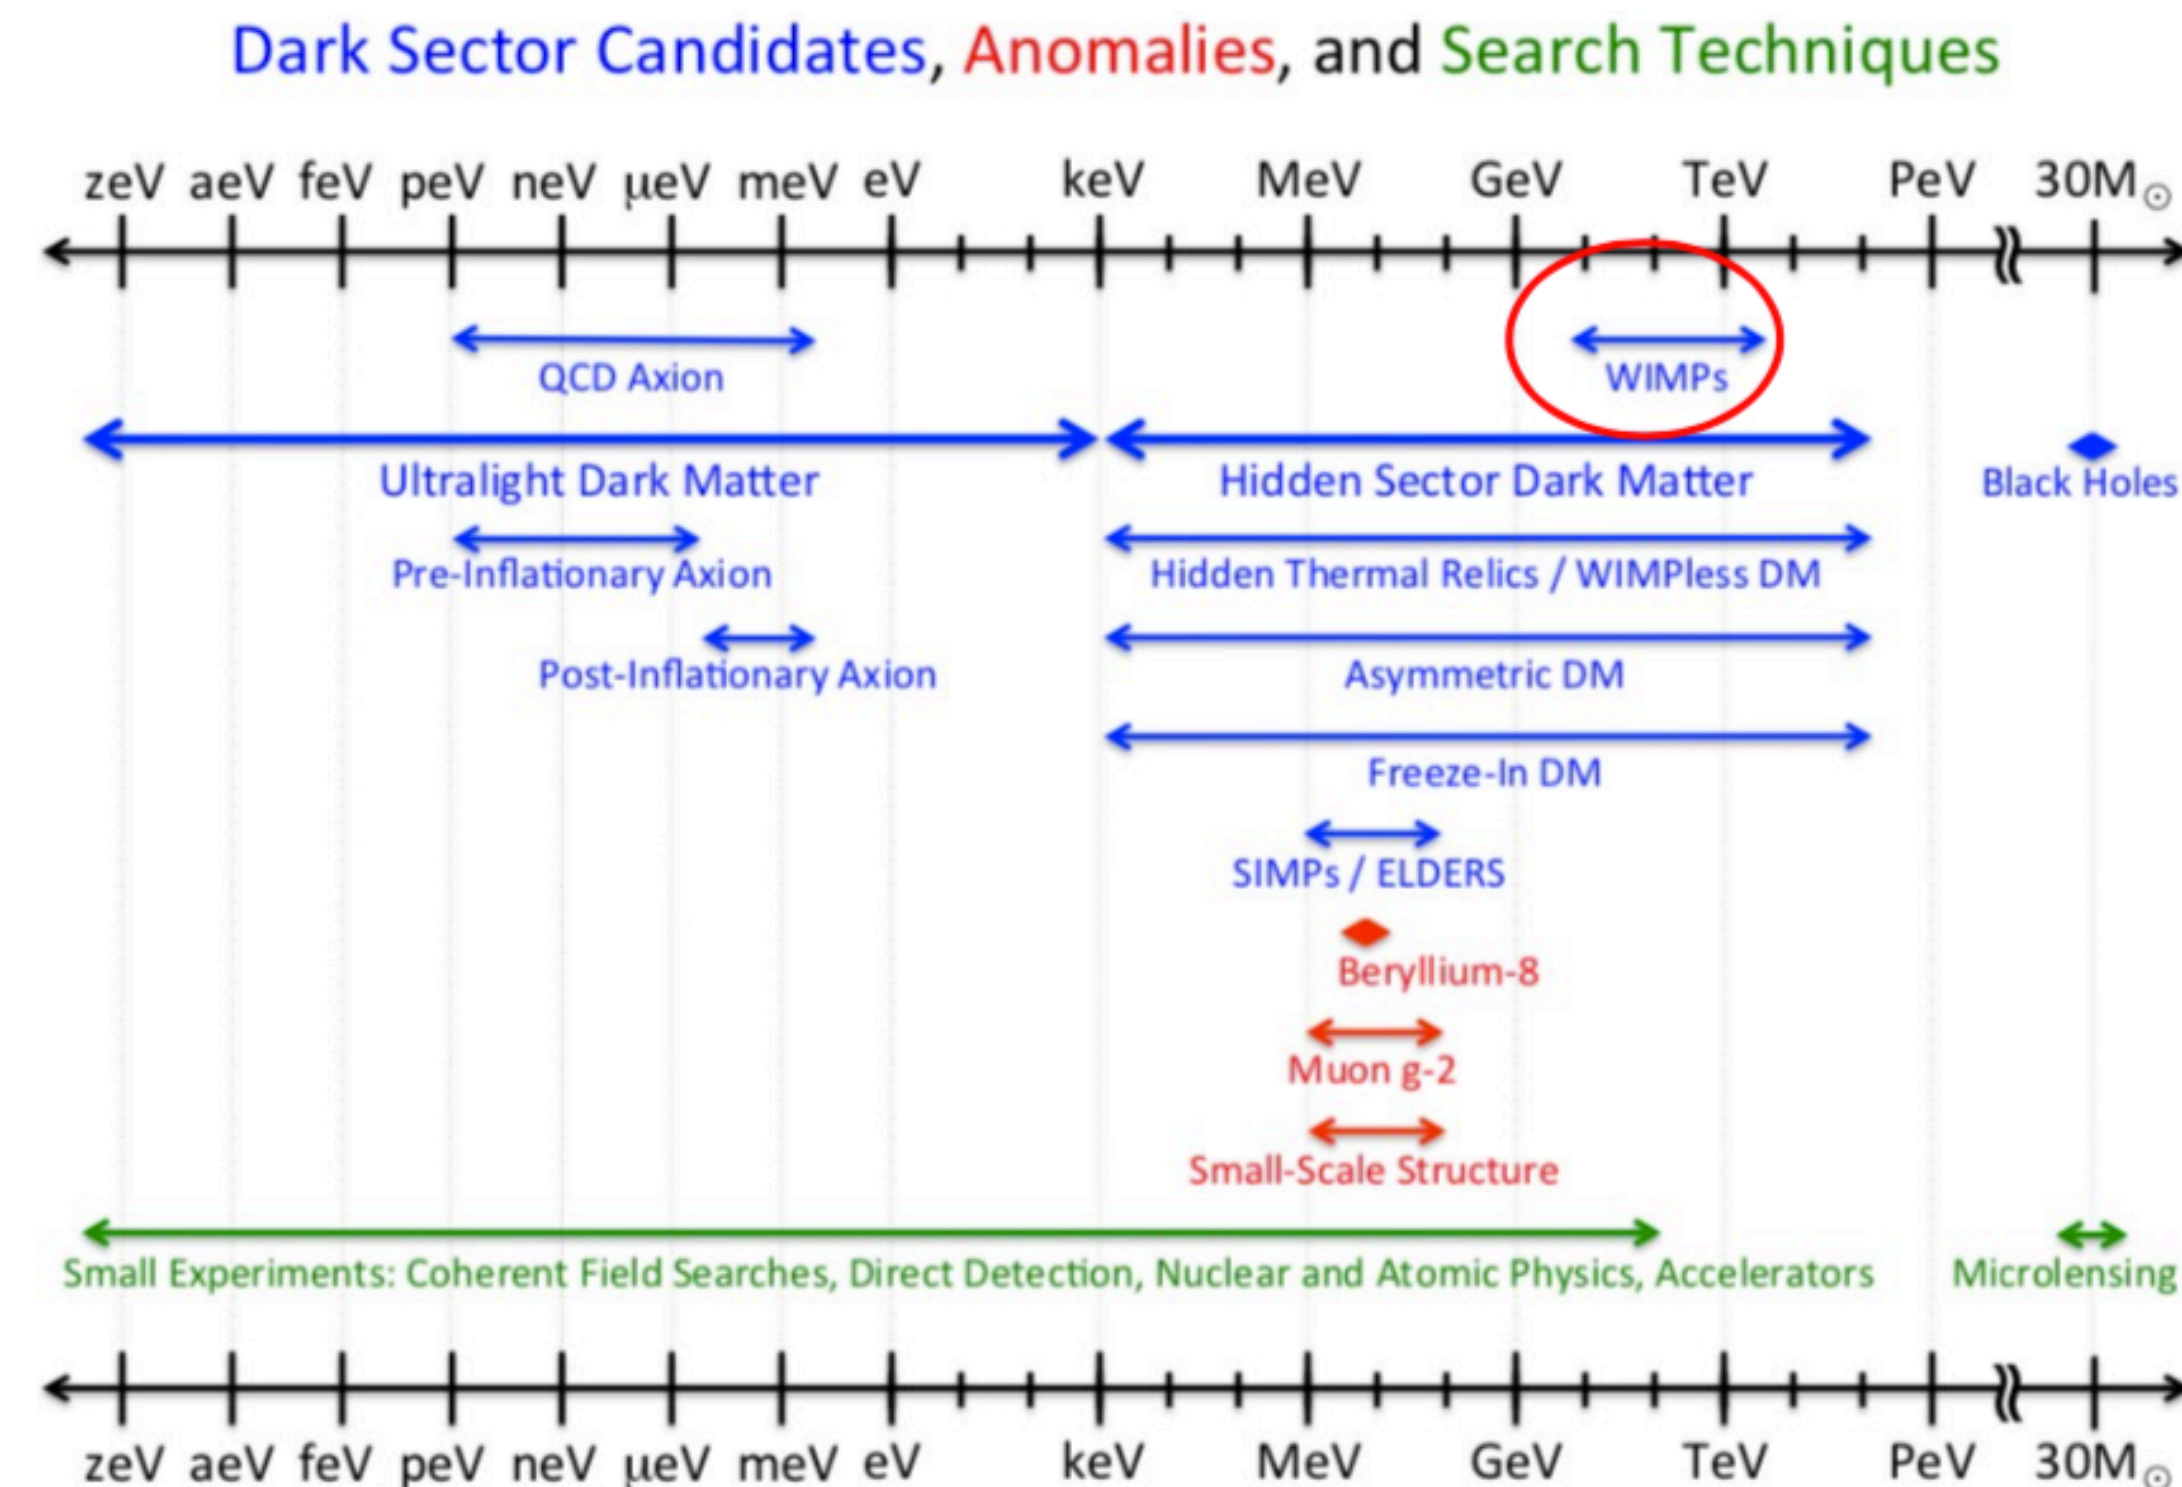 Dark Sector Candidates, Anomalies, and Search Techniques
zeV aeV feV peV neV μeV meV eV keV MeV GeV TeV PeV 30M☉
QCD Axion
WIMPs
Ultralight Dark Matter
Hidden Sector Dark Matter
Black Holes
Pre-Inflationary Axion
Hidden Thermal Relics / WIMPless DM
Post-Inflationary Axion
Asymmetric DM
Freeze-In DM
SIMPs / ELDERS
Beryllium-8
Muon g-2
Small-Scale Structure
Small Experiments: Coherent Field Searches, Direct Detection, Nuclear and Atomic Physics, Accelerators
Microlensing
zeV aeV feV peV neV μeV meV eV keV MeV GeV TeV PeV 30M☉